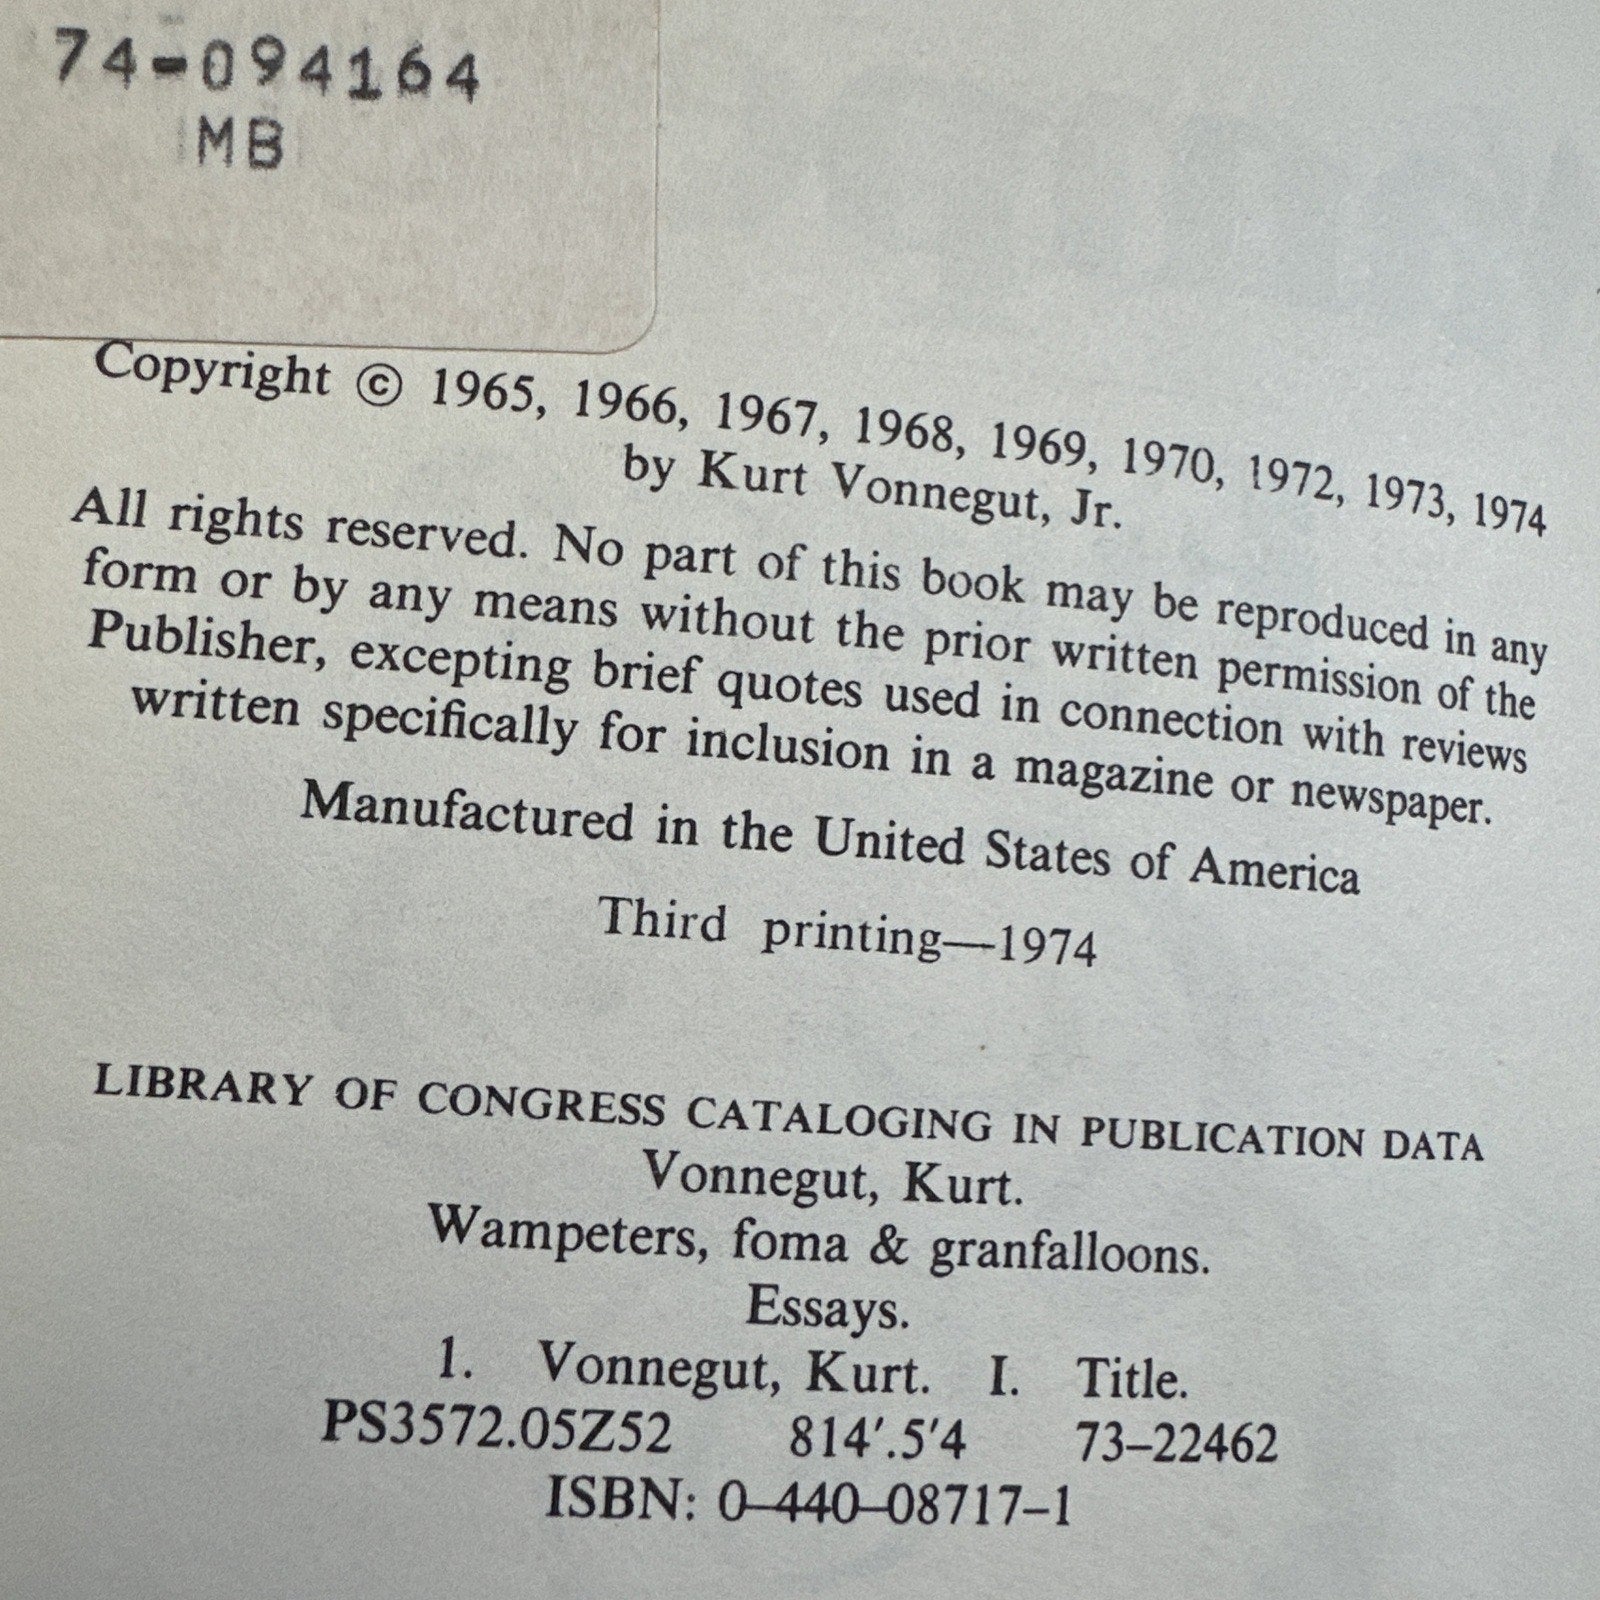 74-094164
MB
Copyright © 1965, 1966, 1967, 1968, 1969, 1970, 1972, 1973, 1974
by Kurt Vonnegut, Jr.
All rights reserved. No part of this book may be reproduced in any
form or by any means without the prior written permission of the
Publisher, excepting brief quotes used in connection with reviews
written specifically for inclusion in a magazine or newspaper.
Manufactured in the United States of America
Third printing—1974
LIBRARY OF CONGRESS CATALOGING IN PUBLICATION DATA
Vonnegut, Kurt.
Wampeters, foma & granfalloons.
Essays.
1. Vonnegut, Kurt. I. Title.
PS3572.05Z52 814'.5'4 73–22462
ISBN: 0–440–08717–1